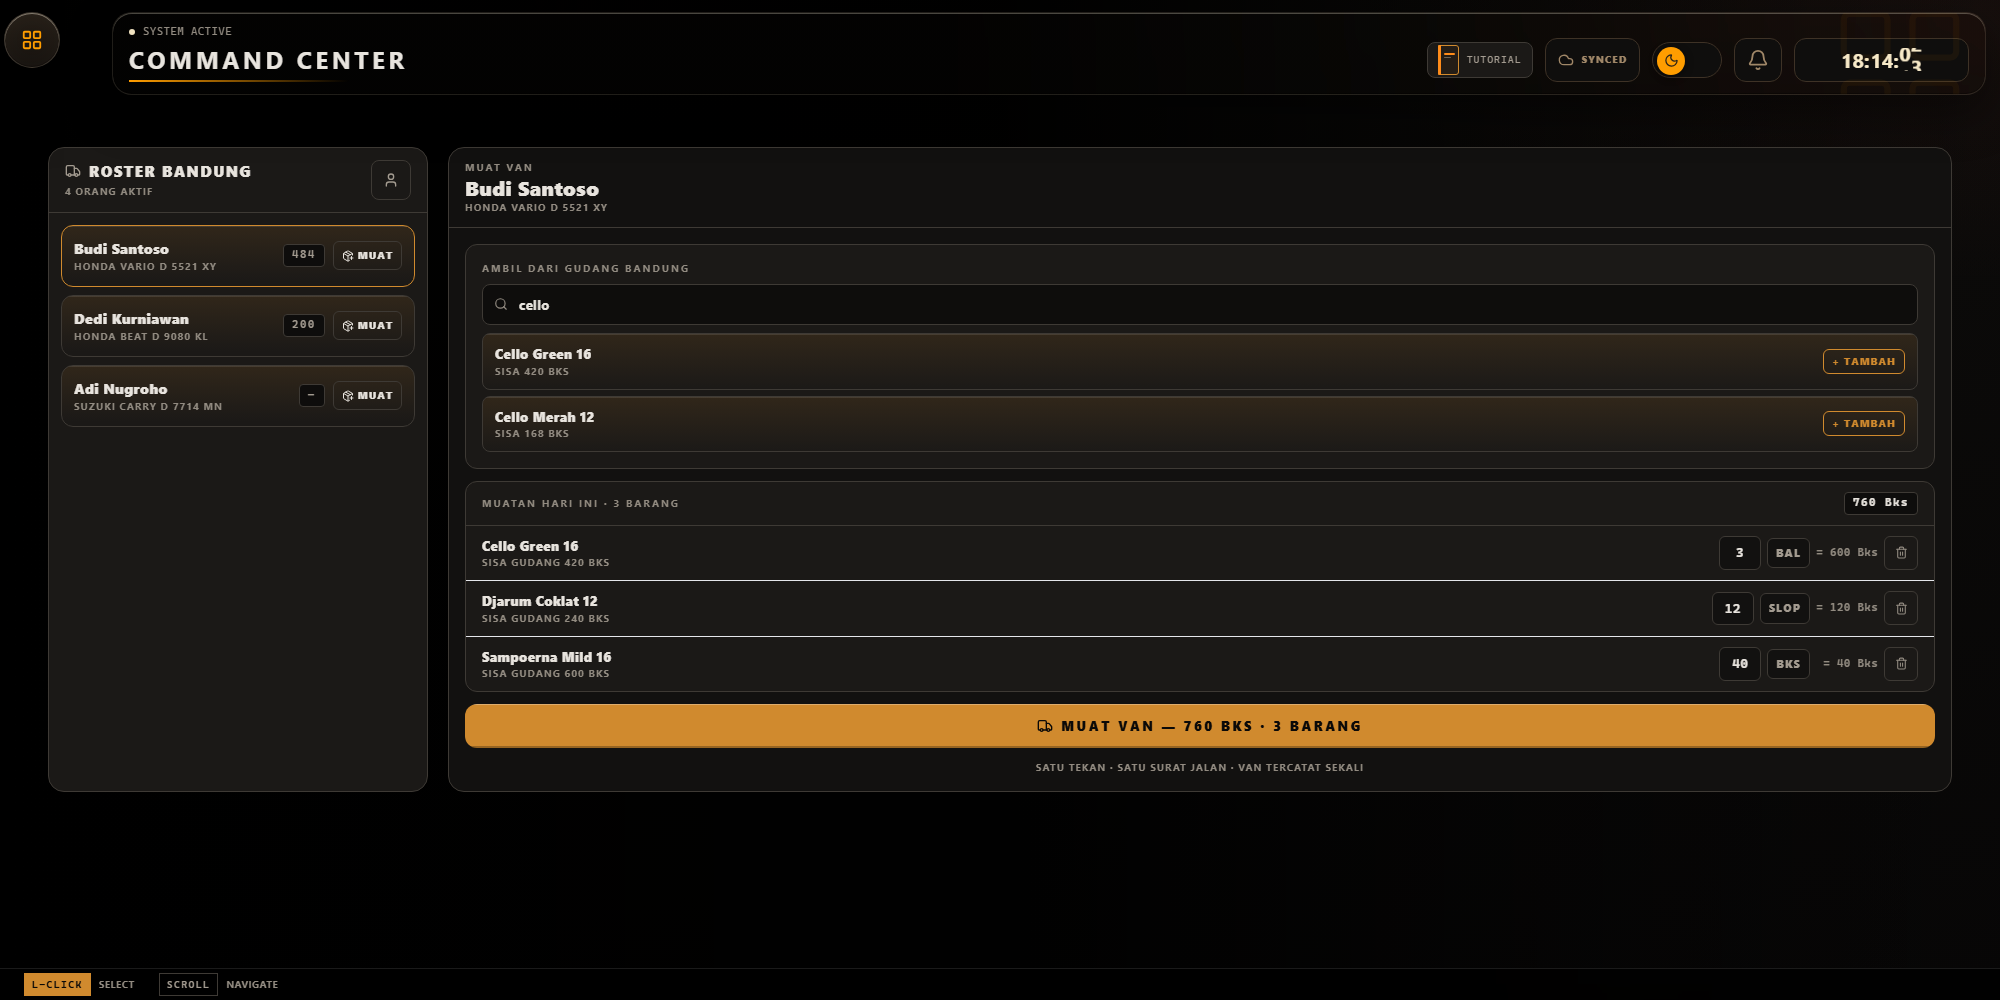 SYSTEM ACTIVE
COMMAND CENTER
TUTORIAL
SYNCED
18:14:
ROSTER BANDUNG
4 ORANG AKTIF
Budi Santoso
HONDA VARIO D 5521 XY
484
MUAT
Dedi Kurniawan
HONDA BEAT D 9080 KL
200
MUAT
Adi Nugroho
SUZUKI CARRY D 7714 MN
–
MUAT
MUAT VAN
Budi Santoso
HONDA VARIO D 5521 XY
AMBIL DARI GUDANG BANDUNG
cello
Cello Green 16
SISA 420 BKS
+ TAMBAH
Cello Merah 12
SISA 168 BKS
+ TAMBAH
MUATAN HARI INI · 3 BARANG
760 Bks
Cello Green 16
SISA GUDANG 420 BKS
3 BAL = 600 Bks
Djarum Coklat 12
SISA GUDANG 240 BKS
12 SLOP = 120 Bks
Sampoerna Mild 16
SISA GUDANG 600 BKS
40 BKS = 40 Bks
MUAT VAN — 760 BKS · 3 BARANG
SATU TEKAN · SATU SURAT JALAN · VAN TERCATAT SEKALI
L-CLICK SELECT SCROLL NAVIGATE